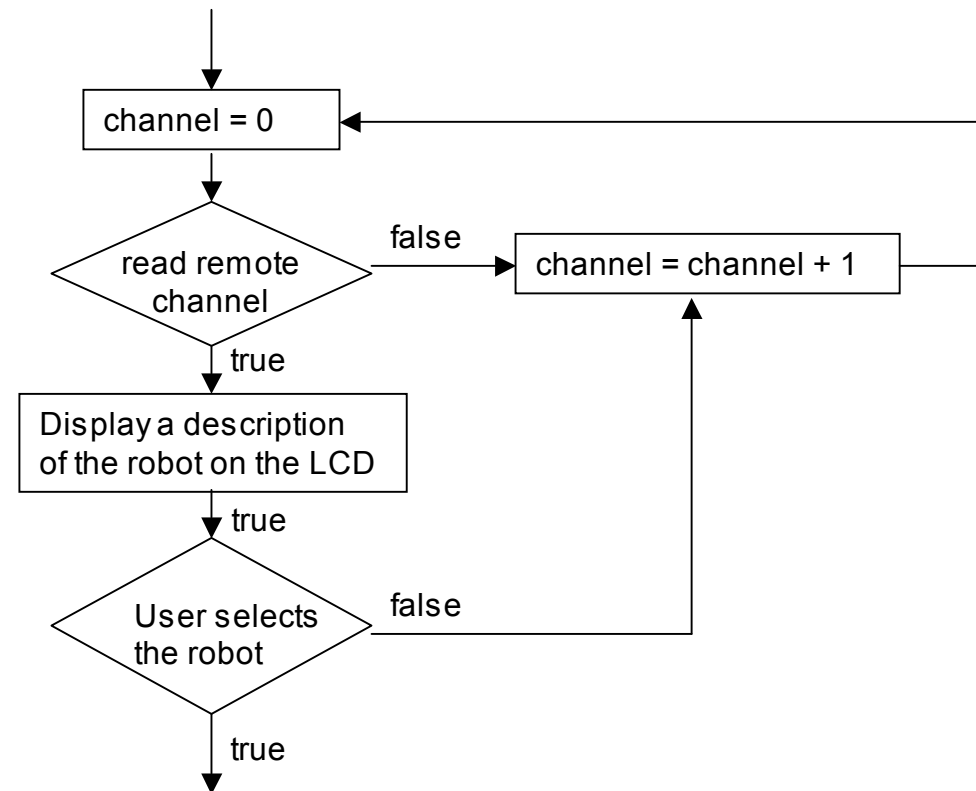 channel = 0
read remote
channel
false
channel = channel + 1
true
Display a description
of the robot on the LCD
true
User selects
the robot
false
true